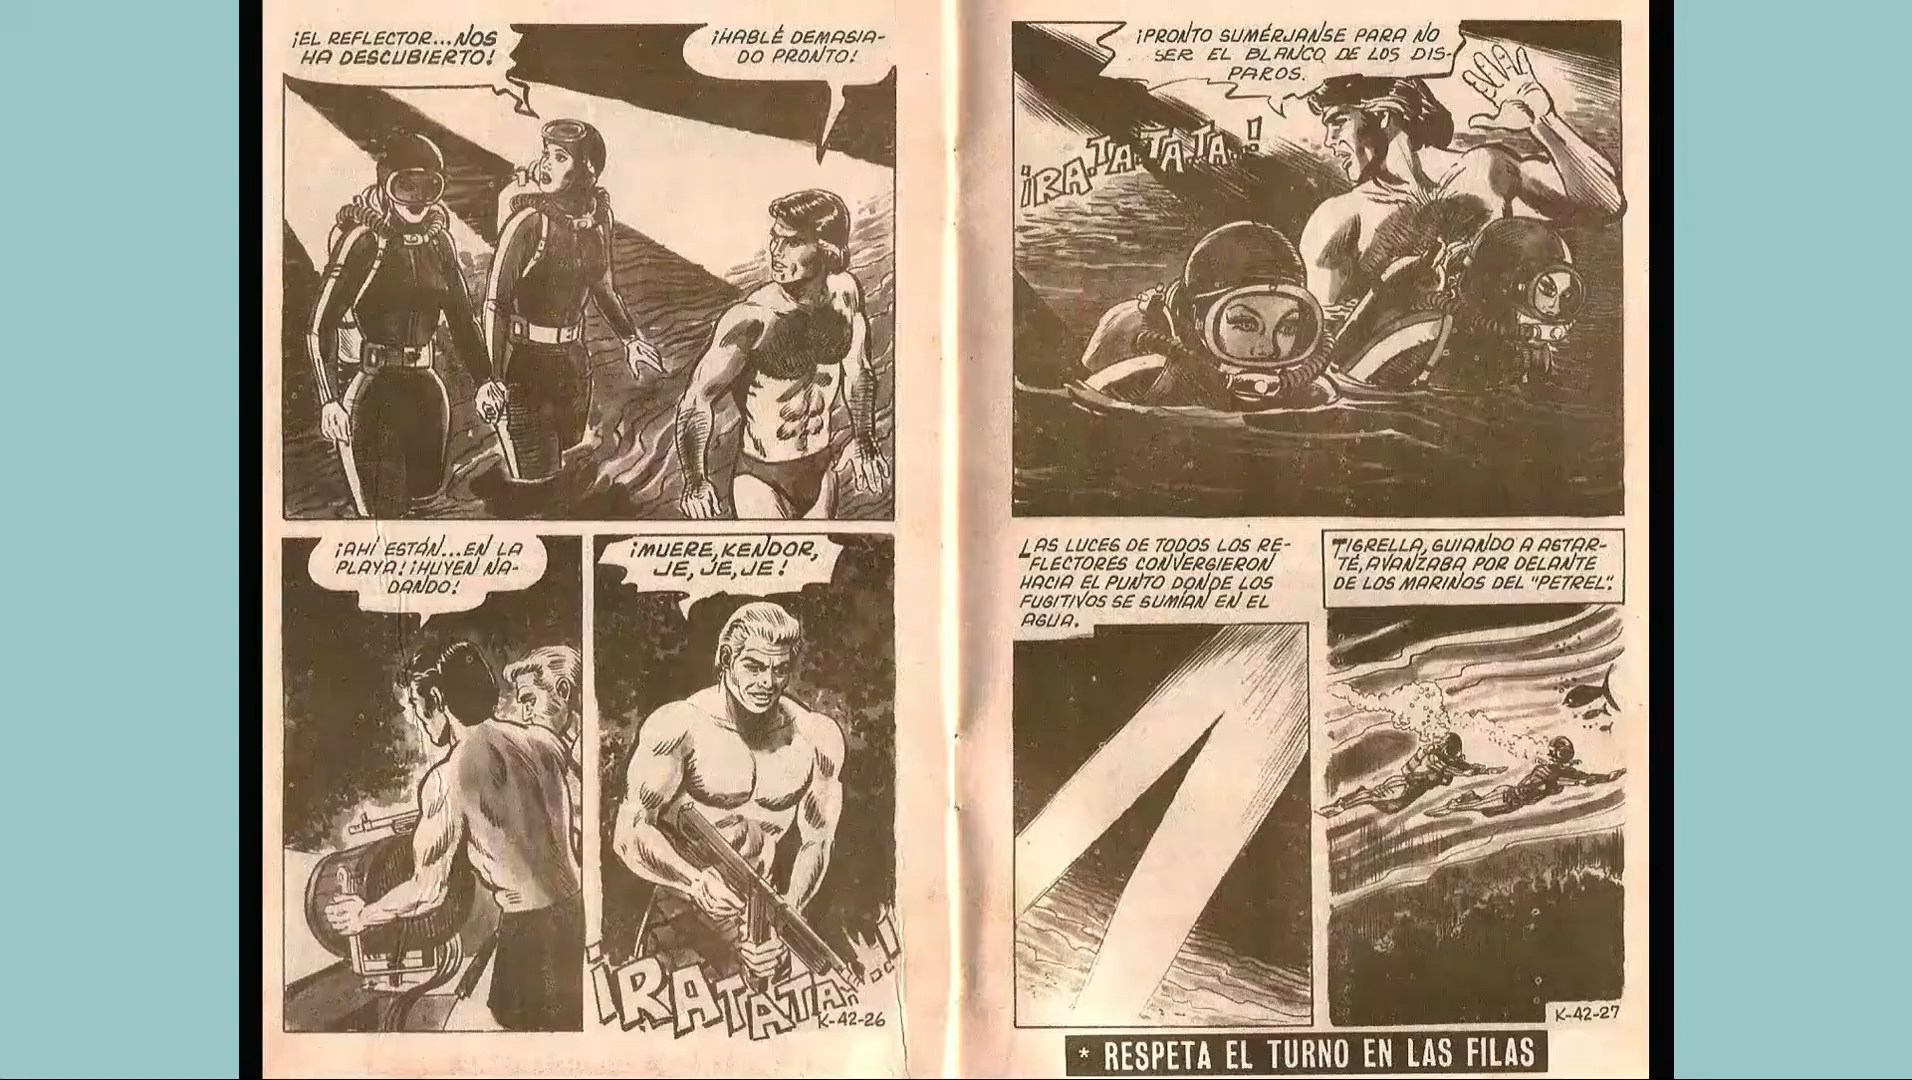 ¡EL REFLECTOR...NOS
HA DESCUBIERTO!
¡HABLÉ DEMASIA-
DO PRONTO!
¡AHÍ ESTÁN...EN LA
PLAYA! ¡HUYEN NA-
DANDO!
¡MUERE, KENDOR,
JE, JE, JE!
¡RATATA
K-42-26
¡PRONTO SUMÉRJANSE PARA NO
SER EL BLANCO DE LOS DIS-
PAROS.
¡RA-TA-TA-TA..!
LAS LUCES DE TODOS LOS RE-
FLECTORES CONVERGIERON
HACIA EL PUNTO DONDE LOS
FUGITIVOS SE SUMÍAN EN EL
AGUA.
TIGRELLA, GUIANDO A ASTAR-
TÉ, AVANZABA POR DELANTE
DE LOS MARINOS DEL "PETREL".
K-42-27
* RESPETA EL TURNO EN LAS FILAS